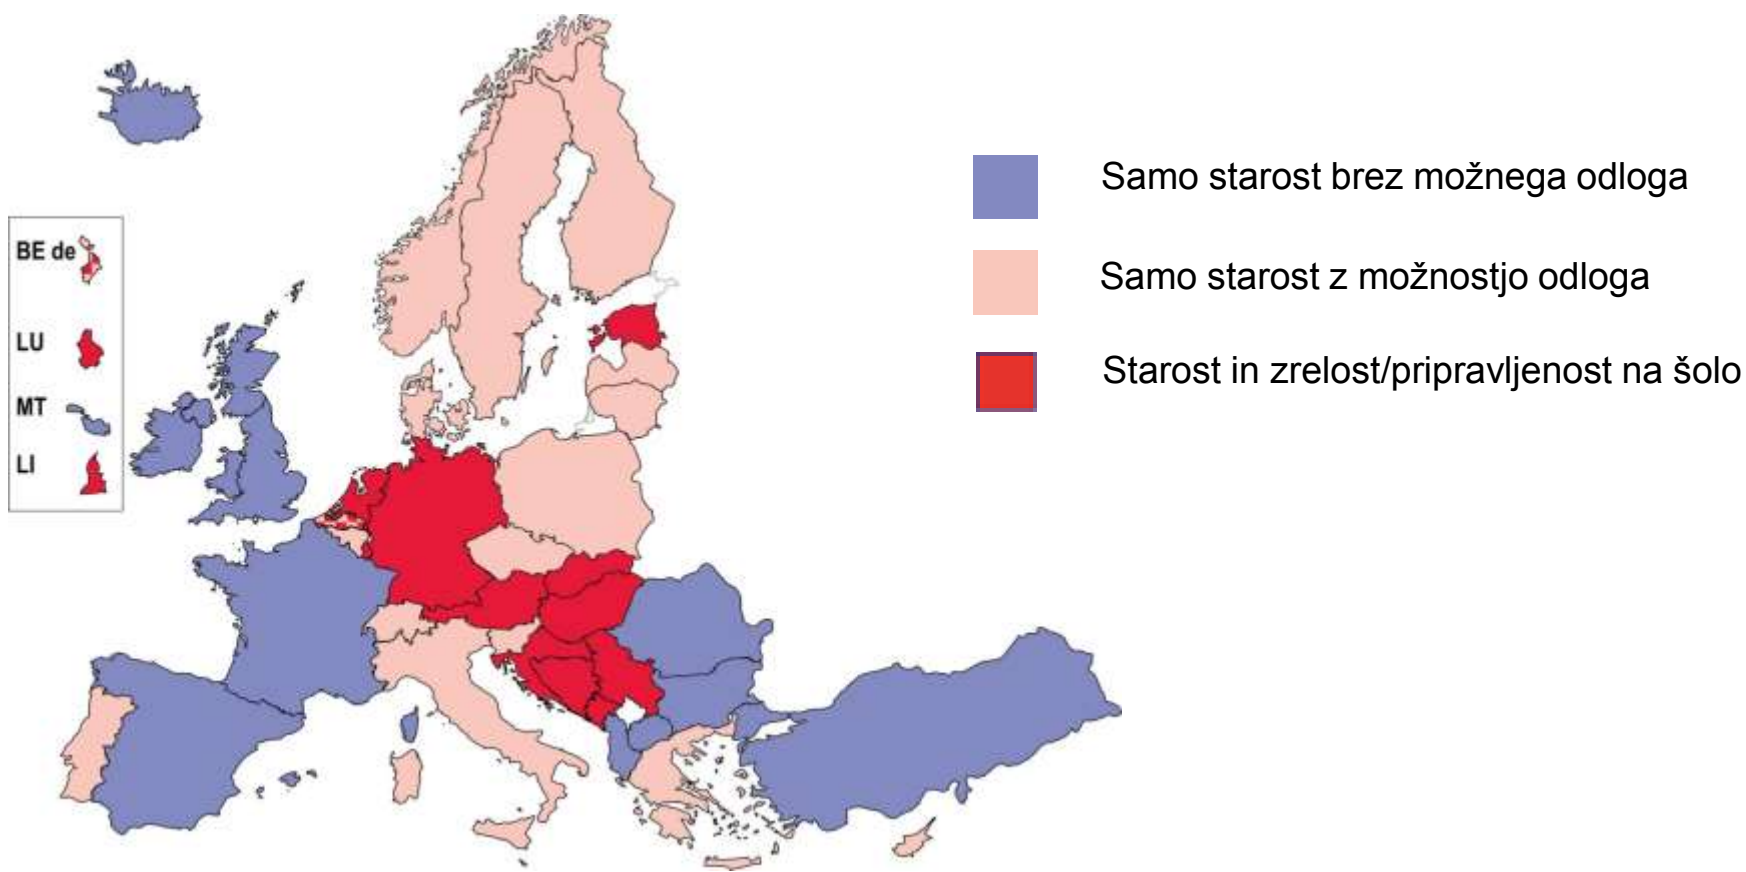 BE de
LU
MT
LI
Samo starost brez možnega odloga
Samo starost z možnostjo odloga
Starost in zrelost/pripravljenost na šolo